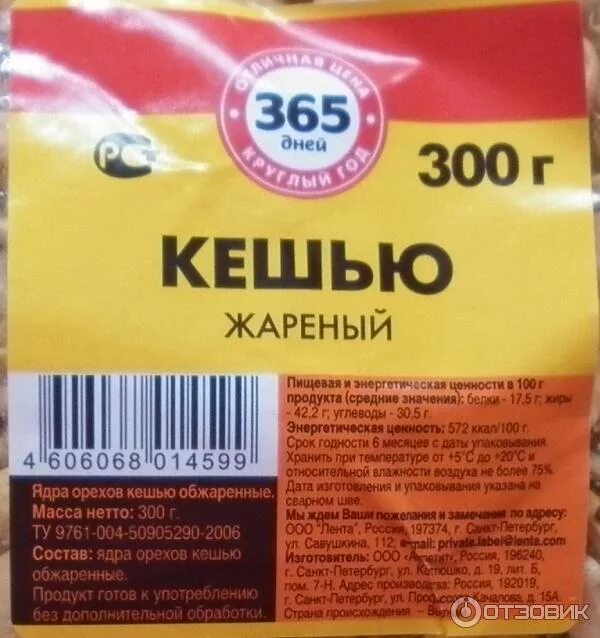 ОТЛИЧНАЯ ЦЕНА
365
дней
КРУГЛЫЙ ГОД
РС
300 г
КЕШЬЮ
ЖАРЕНЫЙ
4 606068 014599
Ядра орехов кешью обжаренные.
Масса нетто: 300 г.
ТУ 9761-004-50905290-2006
Состав: ядра орехов кешью
обжаренные.
Продукт готов к употреблению
без дополнительной обработки.
Пищевая и энергетическая ценности в 100 г
продукта (средние значения): белки - 17,5 г; жиры
- 42,2 г; углеводы - 30,5 г.
Энергетическая ценность: 572 ккал/100 г.
Срок годности 6 месяцев с даты упаковывания.
Хранить при температуре от +5°С до +20°С и
относительной влажности воздуха не более 75%.
Дата изготовления и упаковывания указана на
сварном шве.
Мы ждем Ваши пожелания и замечания по адресу:
ООО "Лента", Россия, 197374, г. Санкт-Петербург,
ул. Савушкина, 112, e-mail: private.label@lenta.com
Изготовитель: ООО «Аппетит», Россия, 196240,
г. Санкт-Петербург, ул. Костюшко, д. 19, лит. Б,
пом. 7-Н. Адрес производства: Россия, 192019,
г. Санкт-Петербург, ул. Профессора Качалова, д. 15А.
Страна происхождения –
ОТЗОВИК